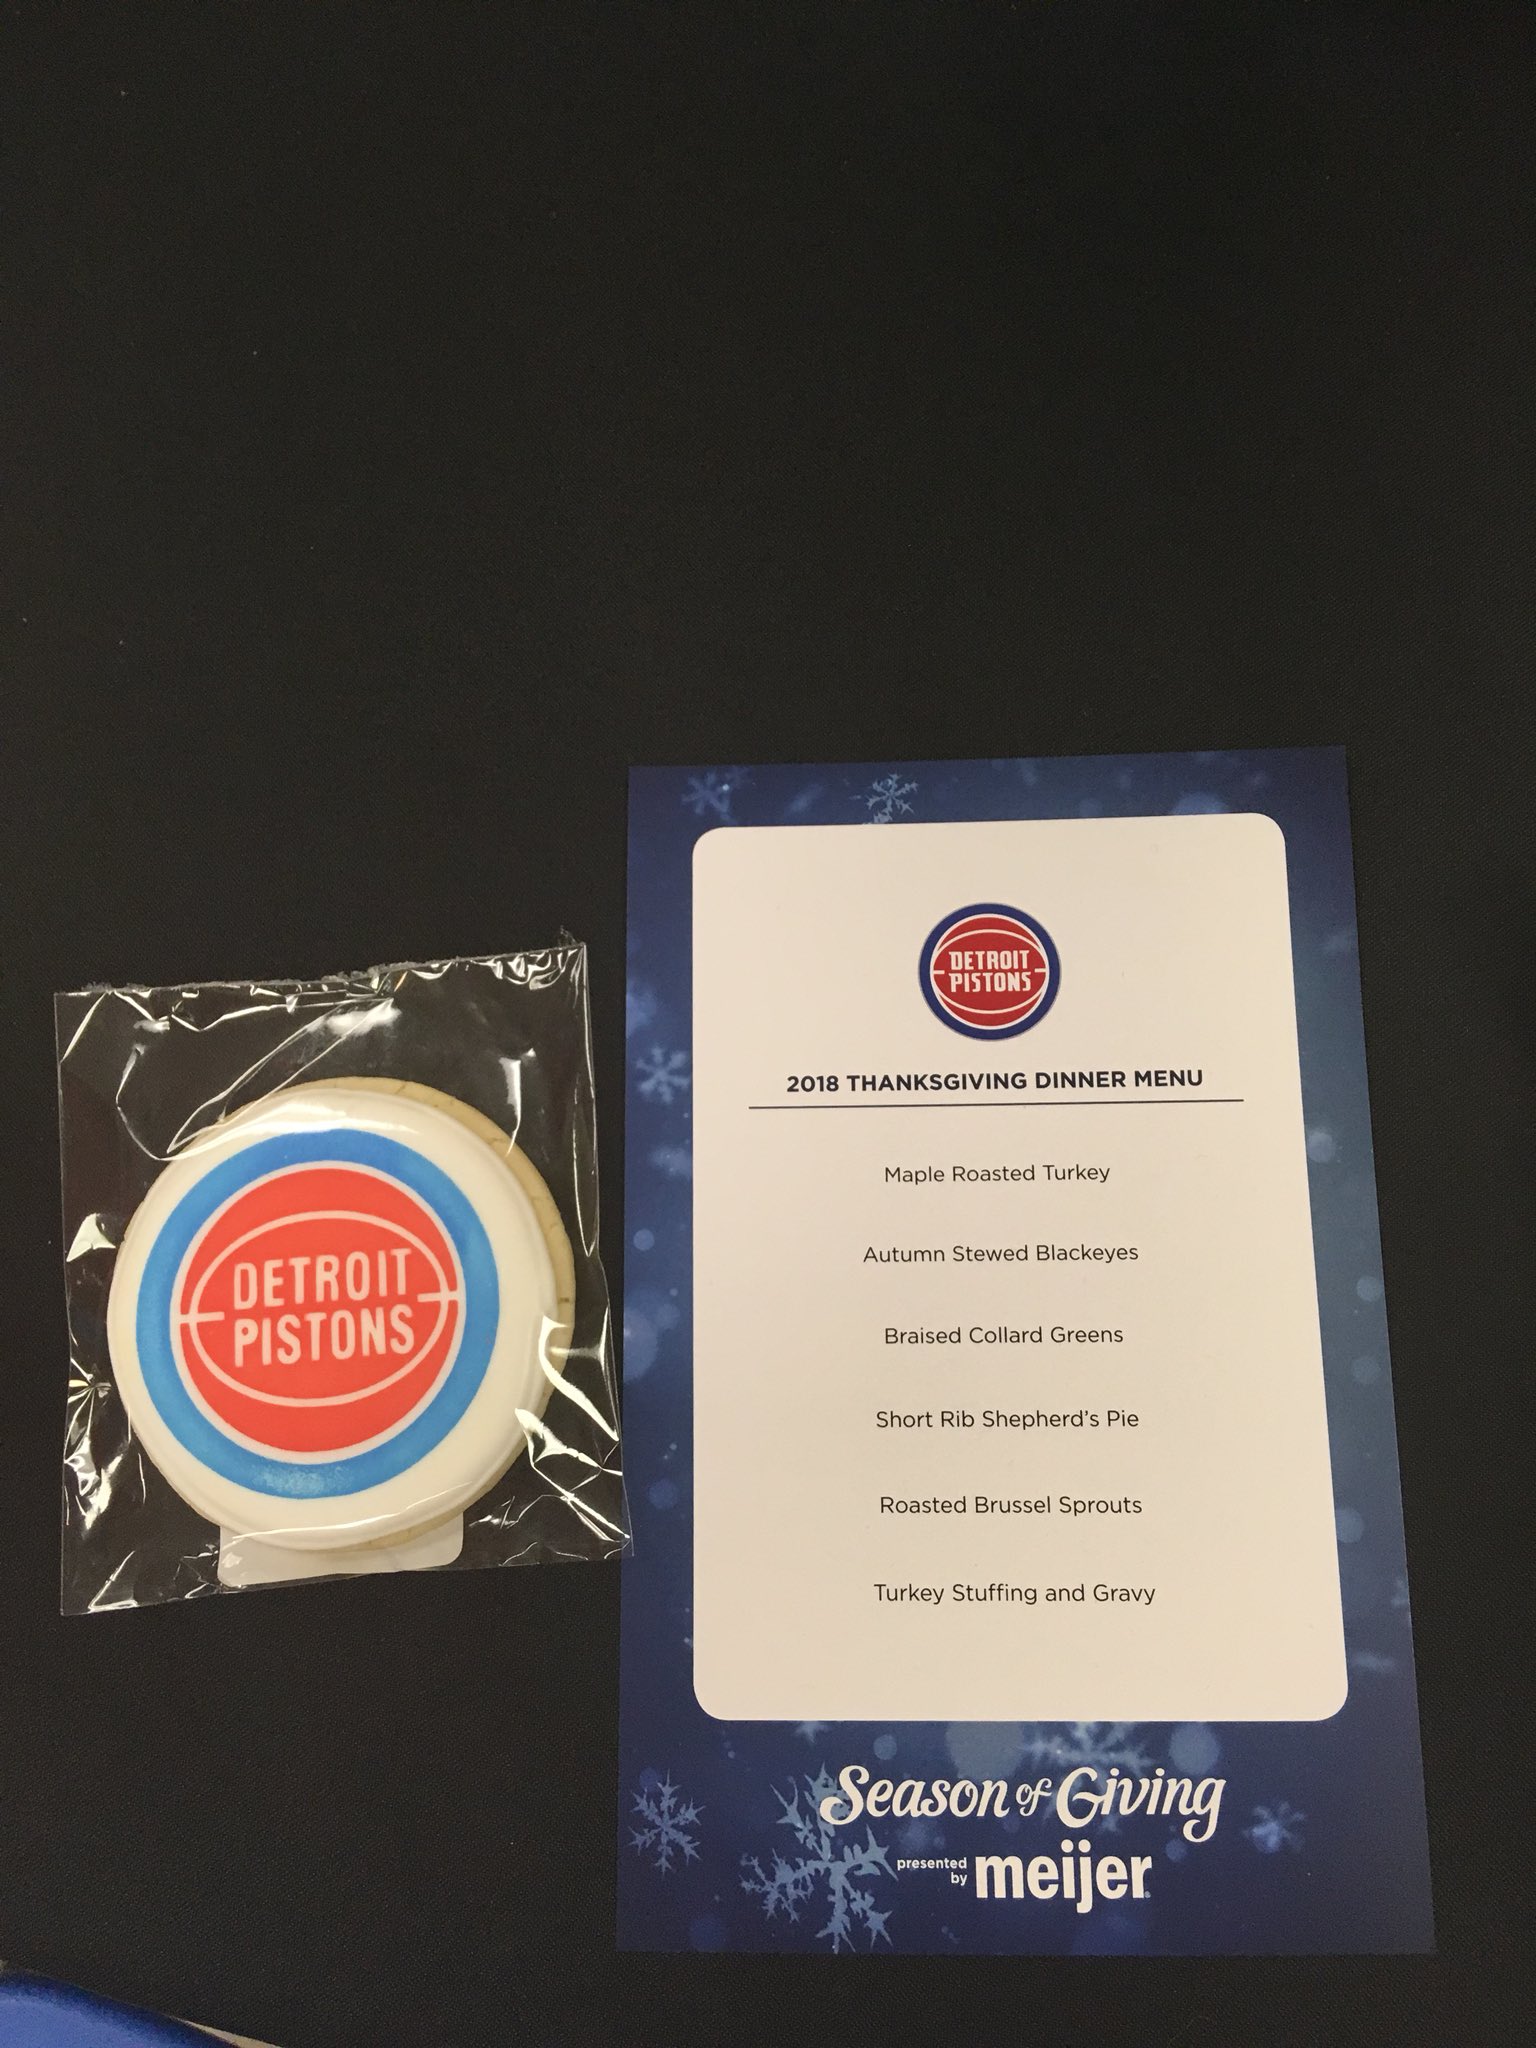 DETROIT
PISTONS
DETROIT
PISTONS
2018 THANKSGIVING DINNER MENU
Maple Roasted Turkey
Autumn Stewed Blackeyes
Braised Collard Greens
Short Rib Shepherd's Pie
Roasted Brussel Sprouts
Turkey Stuffing and Gravy
Season of Giving
presented
by meijer